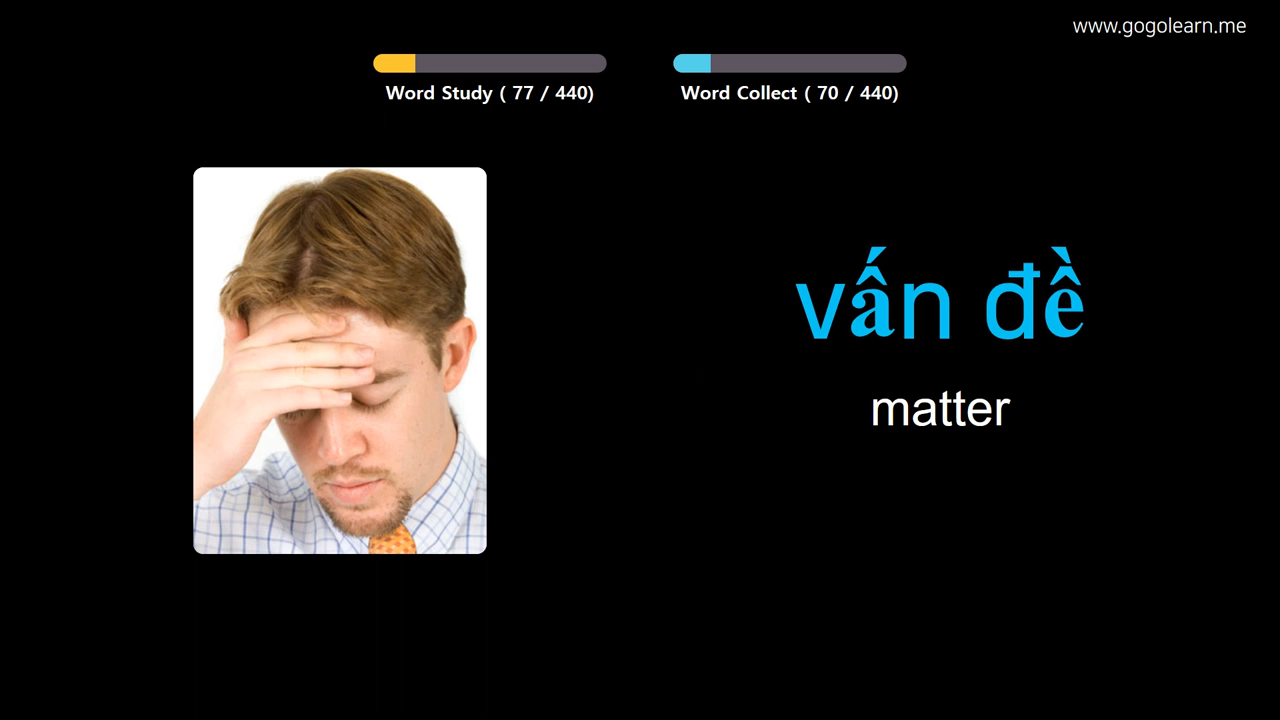 www.gogolearn.me
Word Study ( 77 / 440)
Word Collect ( 70 / 440)
vấn đề
matter